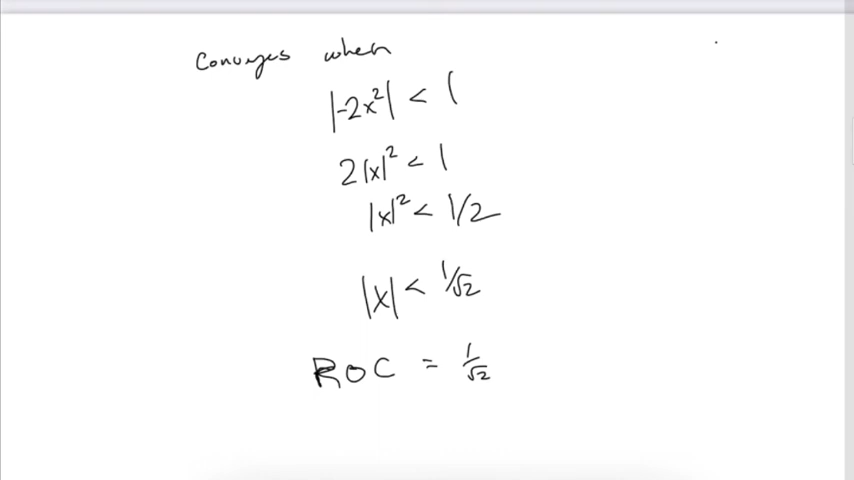 Converges when
|-2x²| < 1
2|x|² < 1
|x|² < 1/2
|x| < 1/√2
ROC = 1/√2